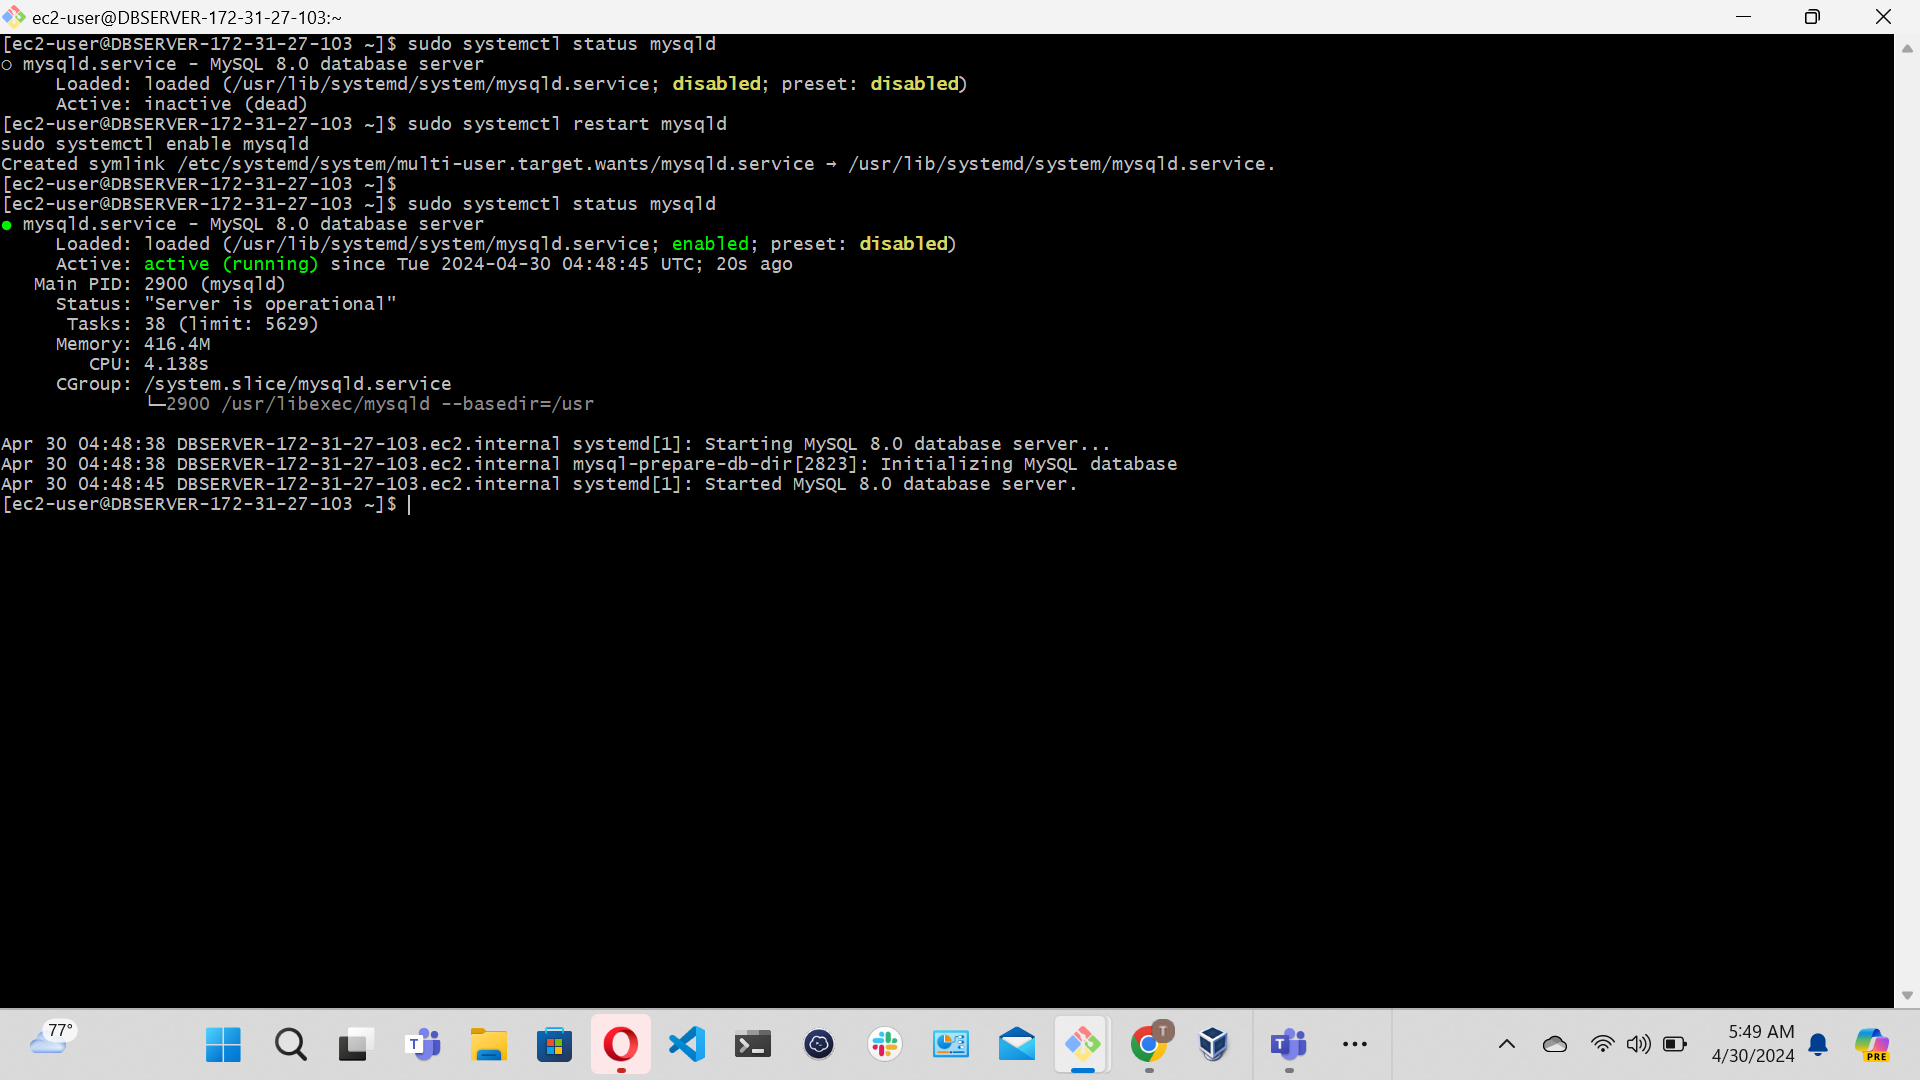 ec2-user@DBSERVER-172-31-27-103:~
[ec2-user@DBSERVER-172-31-27-103 ~]$ sudo systemctl status mysqld
○ mysqld.service - MySQL 8.0 database server
     Loaded: loaded (/usr/lib/systemd/system/mysqld.service; disabled; preset: disabled)
     Active: inactive (dead)
[ec2-user@DBSERVER-172-31-27-103 ~]$ sudo systemctl restart mysqld
sudo systemctl enable mysqld
Created symlink /etc/systemd/system/multi-user.target.wants/mysqld.service → /usr/lib/systemd/system/mysqld.service.
[ec2-user@DBSERVER-172-31-27-103 ~]$
[ec2-user@DBSERVER-172-31-27-103 ~]$ sudo systemctl status mysqld
● mysqld.service - MySQL 8.0 database server
     Loaded: loaded (/usr/lib/systemd/system/mysqld.service; enabled; preset: disabled)
     Active: active (running) since Tue 2024-04-30 04:48:45 UTC; 20s ago
   Main PID: 2900 (mysqld)
     Status: "Server is operational"
      Tasks: 38 (limit: 5629)
     Memory: 416.4M
        CPU: 4.138s
     CGroup: /system.slice/mysqld.service
             └─2900 /usr/libexec/mysqld --basedir=/usr
Apr 30 04:48:38 DBSERVER-172-31-27-103.ec2.internal systemd[1]: Starting MySQL 8.0 database server...
Apr 30 04:48:38 DBSERVER-172-31-27-103.ec2.internal mysql-prepare-db-dir[2823]: Initializing MySQL database
Apr 30 04:48:45 DBSERVER-172-31-27-103.ec2.internal systemd[1]: Started MySQL 8.0 database server.
[ec2-user@DBSERVER-172-31-27-103 ~]$
77°
T
T
T
5:49 AM
4/30/2024
PRE